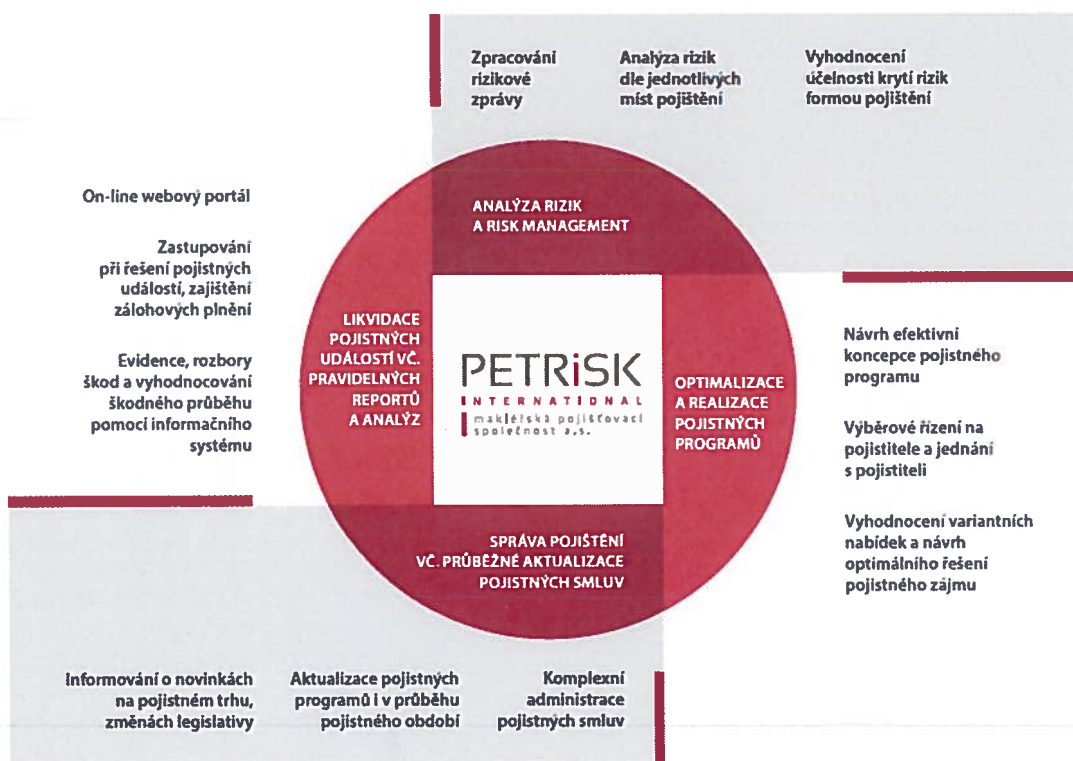 Zpracování
rizikové
zprávy
Analýza rizik
dle jednotlivých
míst pojištění
Vyhodnocení
účelnosti krytí rizik
formou pojištění
ANALÝZA RIZIK
A RISK MANAGEMENT
On-line webový portál
Zastupování
při řešení pojistných
událostí, zajištění
zálohových plnění
Evidence, rozbory
škod a vyhodnocování
škodného průběhu
pomocí informačního
systému
LIKVIDACE
POJISTNÝCH
UDÁLOSTÍ VČ.
PRAVIDELNÝCH
REPORTŮ
A ANALÝZ
PETRiSK
INTERNATIONAL
makléřská pojišťovací
společnost a.s.
OPTIMALIZACE
A REALIZACE
POJISTNÝCH
PROGRAMŮ
Návrh efektivní
koncepce pojistného
programu
Výběrové řízení na
pojistitele a jednání
s pojistiteli
Vyhodnocení variantních
nabídek a návrh
optimálního řešení
pojistného zájmu
SPRÁVA POJIŠTĚNÍ
VČ. PRŮBĚŽNÉ AKTUALIZACE
POJISTNÝCH SMLUV
Informování o novinkách
na pojistném trhu,
změnách legislativy
Aktualizace pojistných
programů i v průběhu
pojistného období
Komplexní
administrace
pojistných smluv